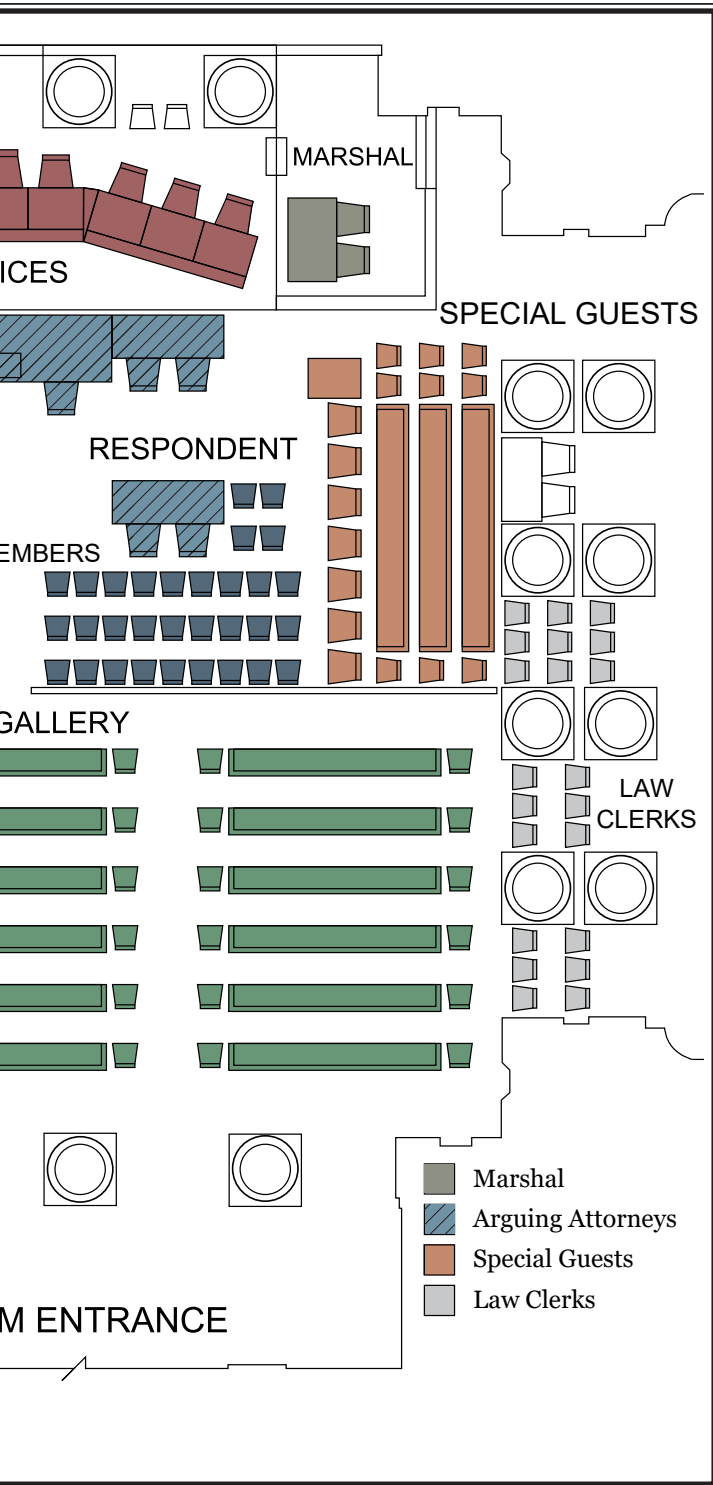 MARSHAL
ICES
SPECIAL GUESTS
RESPONDENT
EMBERS
GALLERY
LAW
CLERKS
Marshal
Arguing Attorneys
Special Guests
Law Clerks
M ENTRANCE